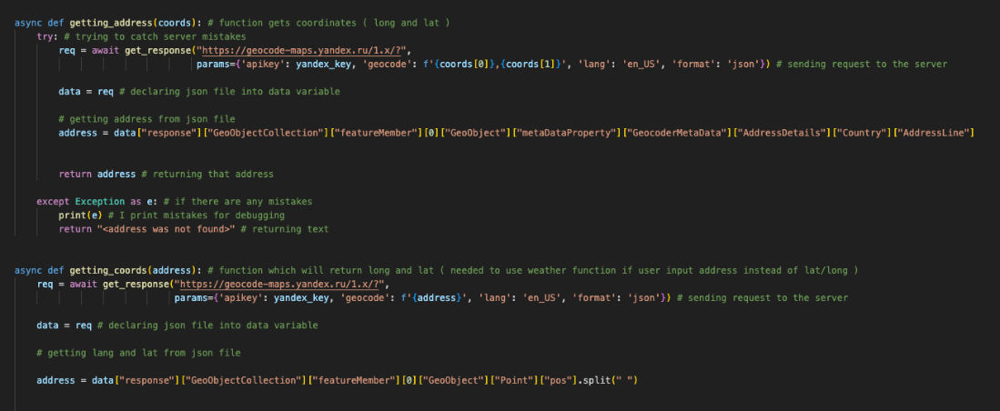 async def getting_address(coords): # function gets coordinates ( long and lat )
try: # trying to catch server mistakes
req = await get_response("https://geocode-maps.yandex.ru/1.x/?",
params={'apikey': yandex_key, 'geocode': f'{coords[0]},{coords[1]}', 'lang': 'en_US', 'format': 'json'}) # sending request to the server
data = req # declaring json file into data variable
# getting address from json file
address = data["response"]["GeoObjectCollection"]["featureMember"][0]["GeoObject"]["metaDataProperty"]["GeocoderMetaData"]["AddressDetails"]["Country"]["AddressLine"]
return address # returning that address
except Exception as e: # if there are any mistakes
print(e) # I print mistakes for debugging
return "<address was not found>" # returning text
async def getting_coords(address): # function which will return long and lat ( needed to use weather function if user input address instead of lat/long )
req = await get_response("https://geocode-maps.yandex.ru/1.x/?",
params={'apikey': yandex_key, 'geocode': f'{address}', 'lang': 'en_US', 'format': 'json'}) # sending request to the server
data = req # declaring json file into data variable
# getting lang and lat from json file
address = data["response"]["GeoObjectCollection"]["featureMember"][0]["GeoObject"]["Point"]["pos"].split(" ")